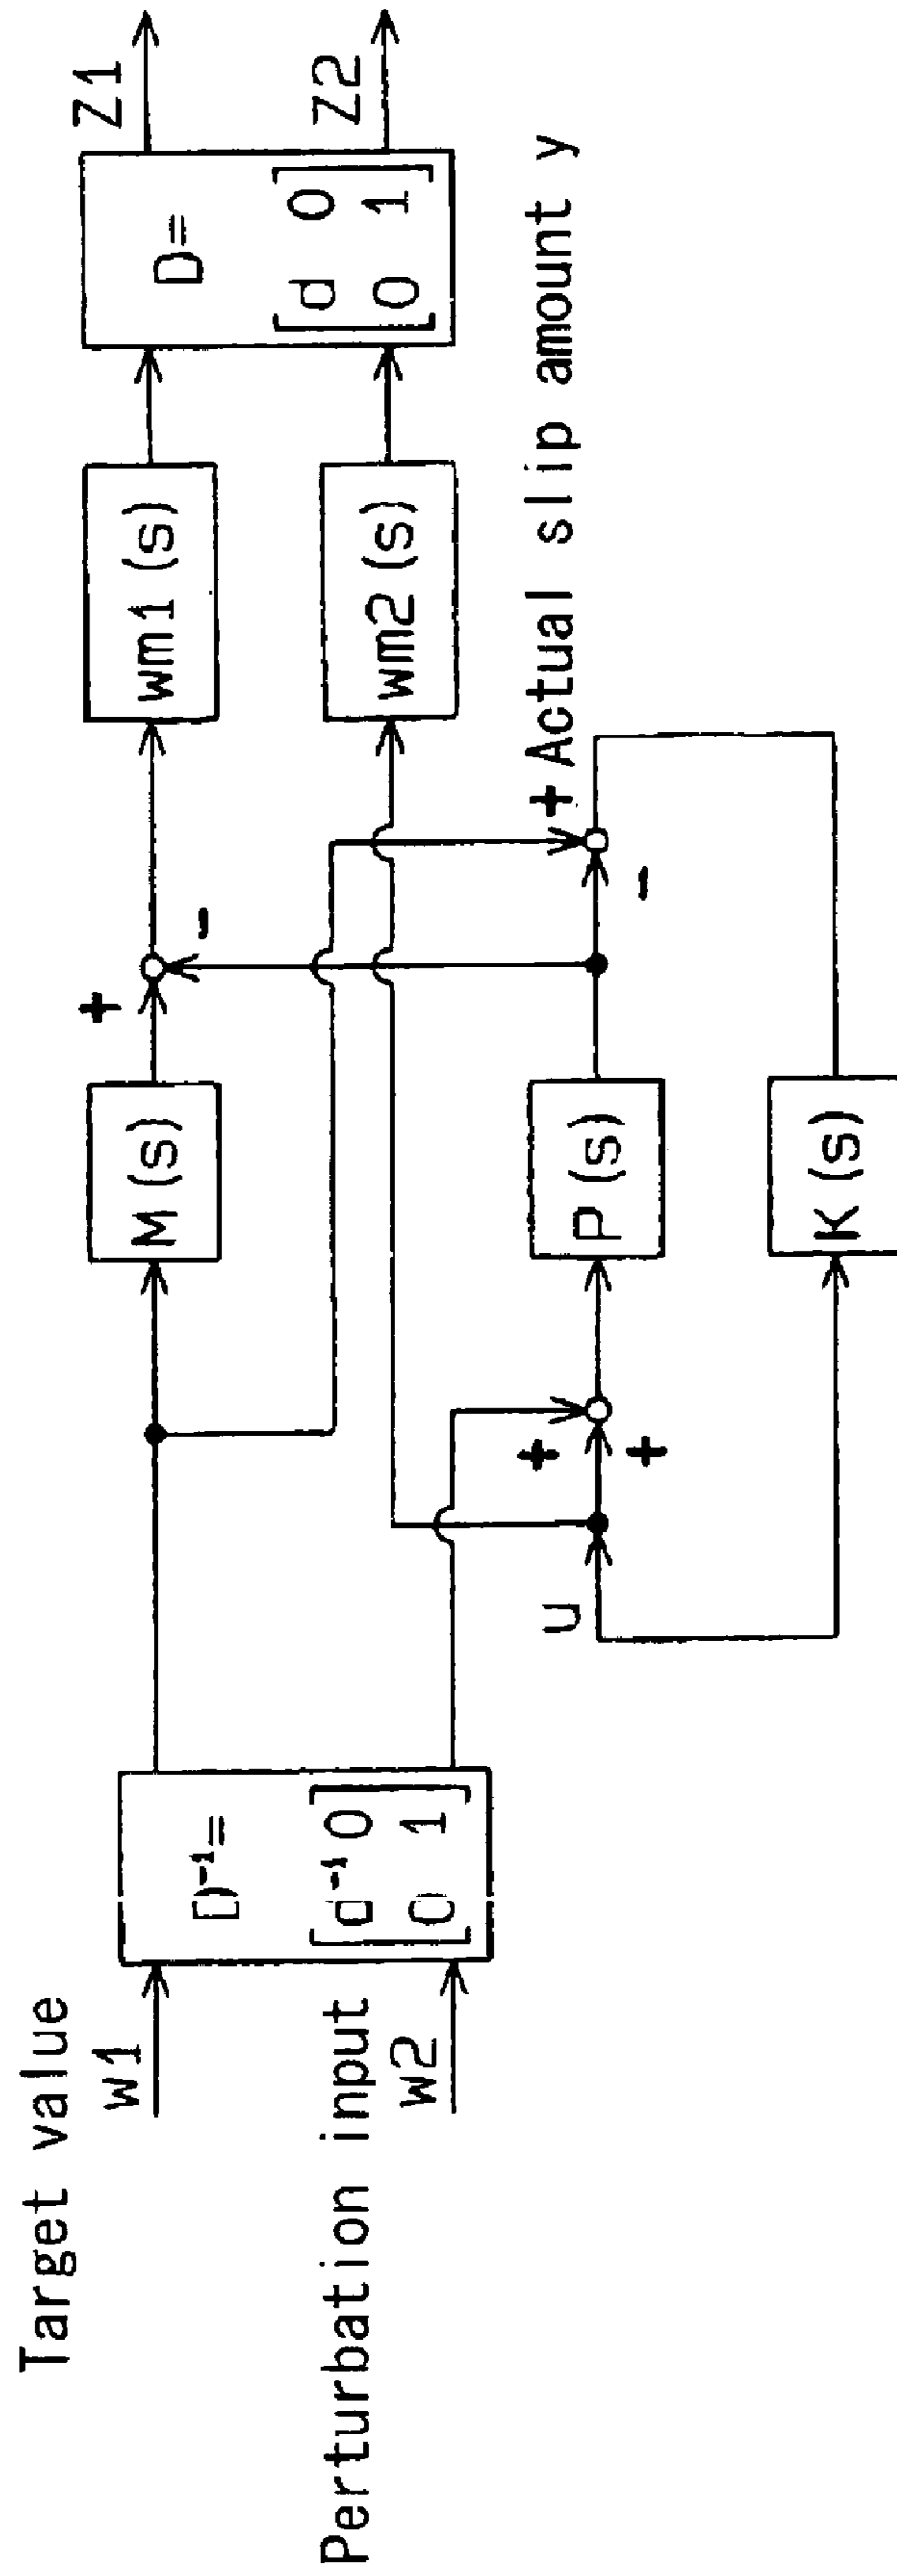 Target value
w1
Perturbation input
w2
D⁻¹=
d⁻¹ 0
0 1
M(s)
+
-
wm1(s)
wm2(s)
D=
d 0
0 1
Z1
Z2
u
+
+
P(s)
-
+
Actual slip amount y
K(s)